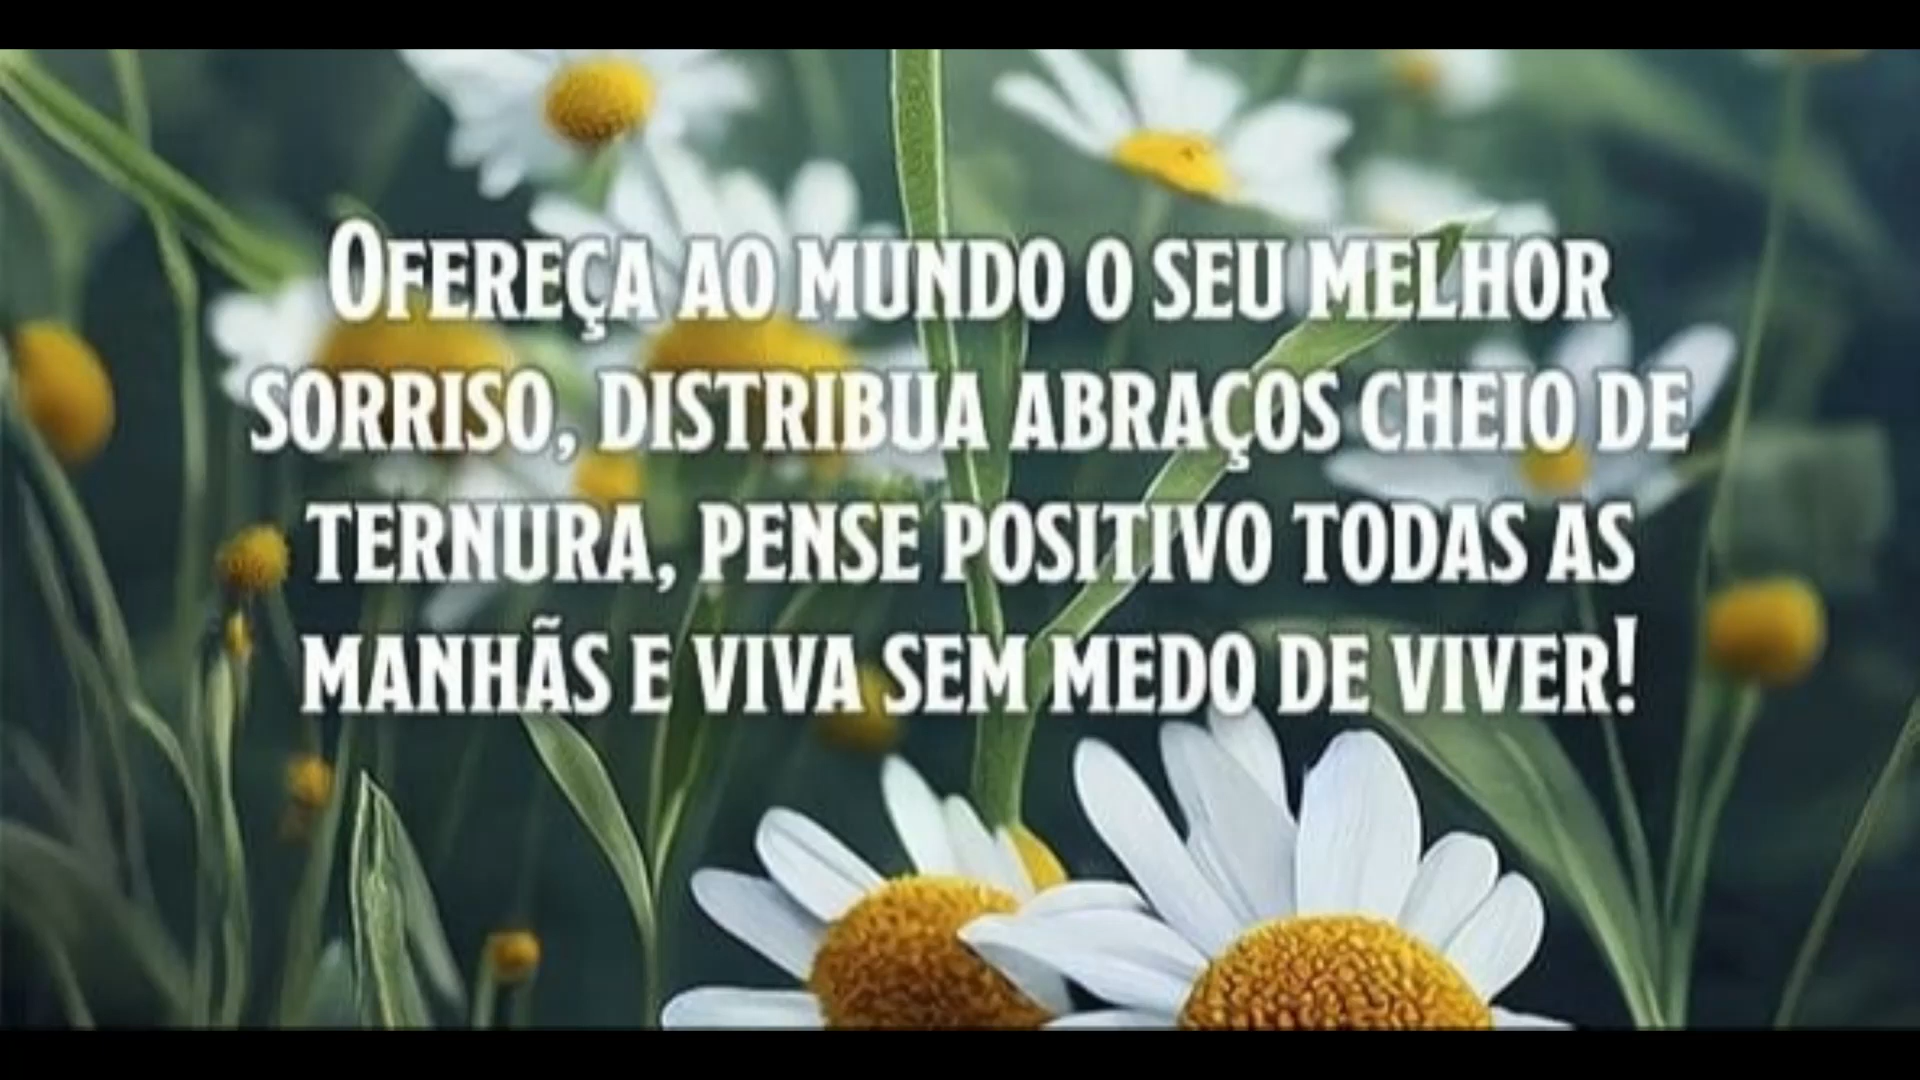 OFEREÇA AO MUNDO O SEU MELHOR
SORRISO, DISTRIBUA ABRAÇOS CHEIO DE
TERNURA, PENSE POSITIVO TODAS AS
MANHÃS E VIVA SEM MEDO DE VIVER!